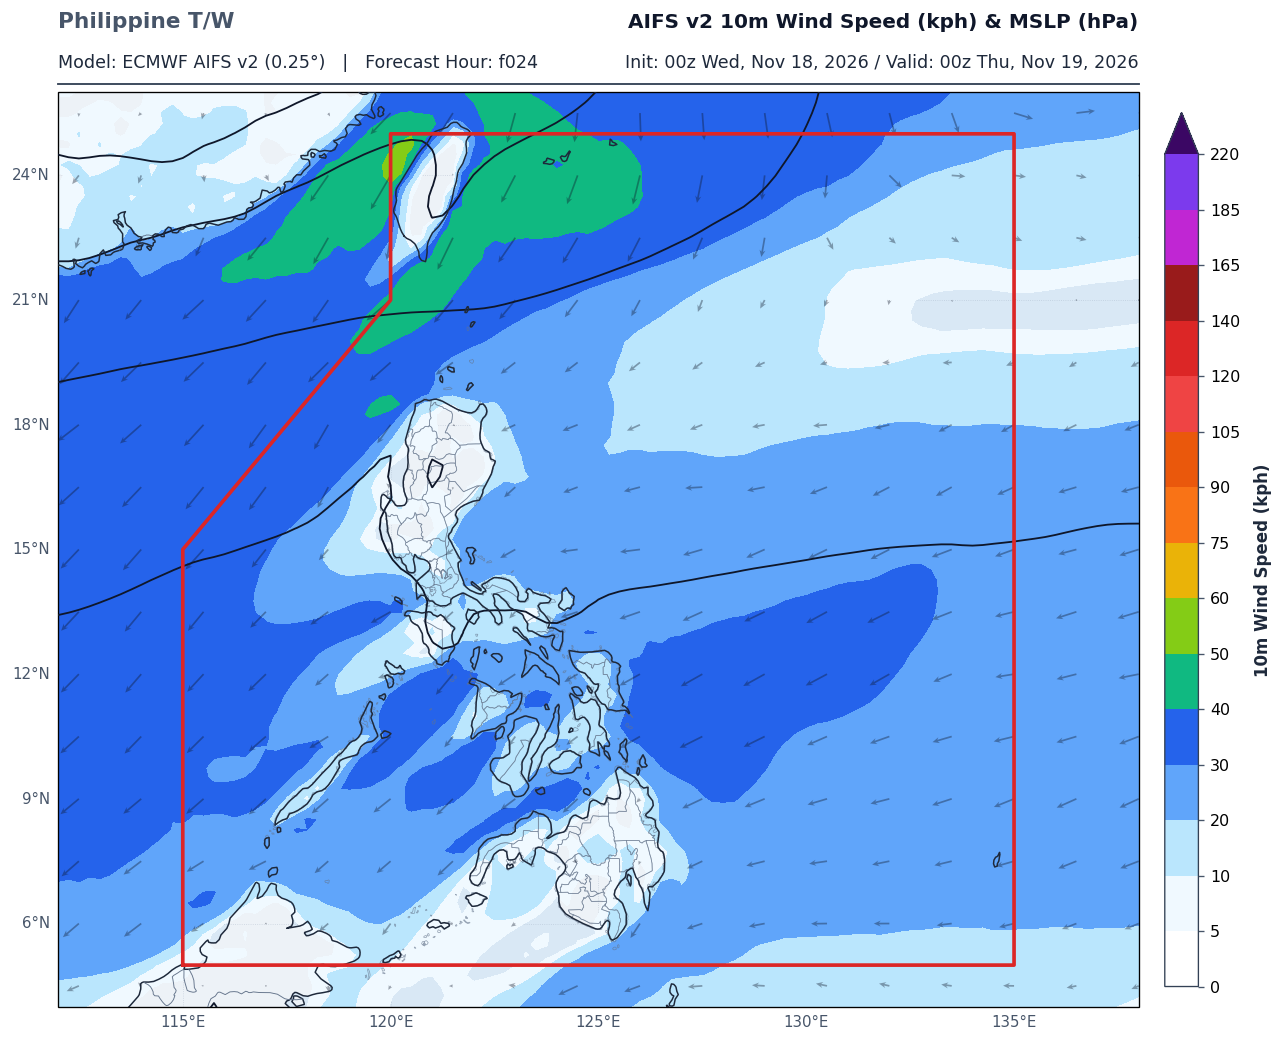 Philippine T/W
AIFS v2 10m Wind Speed (kph) & MSLP (hPa)
Model: ECMWF AIFS v2 (0.25°) | Forecast Hour: f024
Init: 00z Wed, Nov 18, 2026 / Valid: 00z Thu, Nov 19, 2026
24°N
21°N
18°N
15°N
12°N
9°N
6°N
115°E
120°E
125°E
130°E
135°E
220
185
165
140
120
105
90
75
60
50
40
30
20
10
5
0
10m Wind Speed (kph)